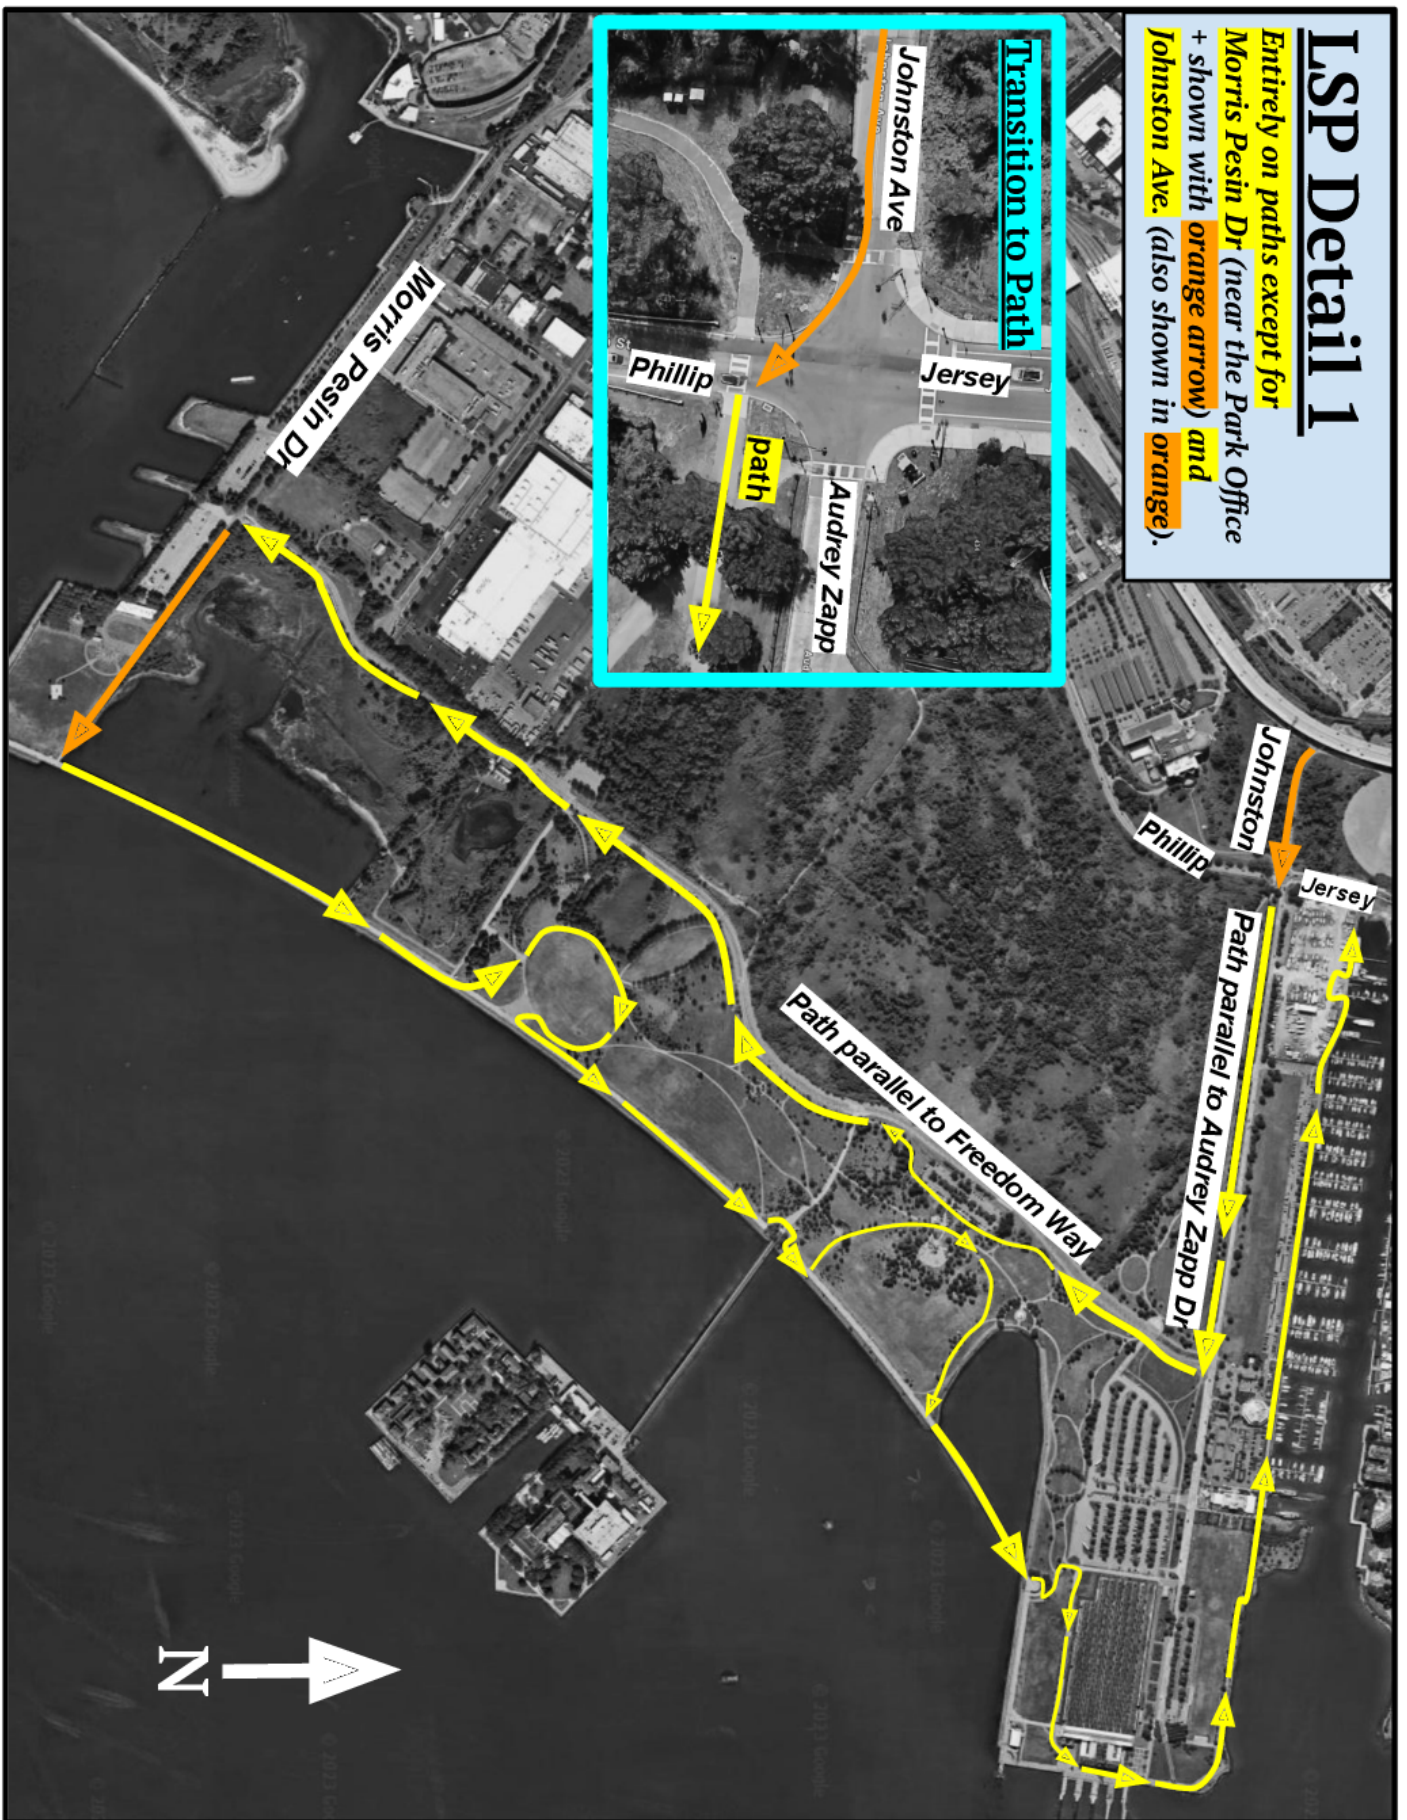 LSP Detail 1
Entirely on paths except for
Morris Pesin Dr (near the Park Office
+ shown with orange arrow) and
Johnston Ave. (also shown in orange).
Transition to Path
Johnston Ave
Jersey
Phillip
path
Audrey Zapp
Johnston
Phillip
Jersey
Path parallel to Audrey Zapp Dr
Path parallel to Freedom Way
Morris Pesin Dr
N